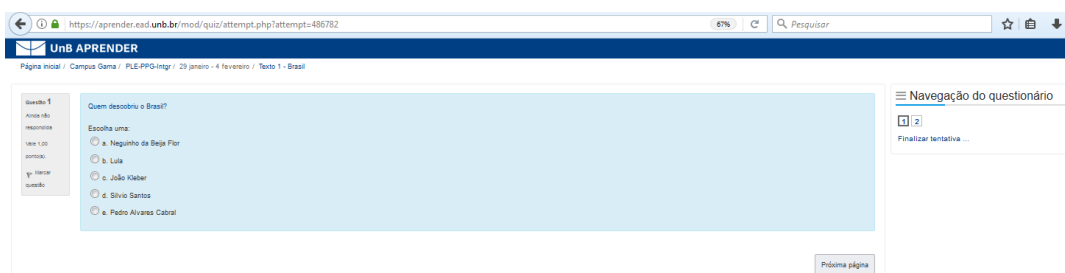 https://aprender.ead.unb.br/mod/quiz/attempt.php?attempt=486782
67%
Pesquisar
UnB APRENDER
Página inicial / Campus Gama / PLE-PPG-Intgr / 29 janeiro - 4 fevereiro / Texto 1 - Brasil
Questão 1
Ainda não
respondida
Vale 1,00
ponto(s).
Marcar
questão
Quem descobriu o Brasil?
Escolha uma:
a. Neguinho da Beija Flor
b. Lula
c. João Kleber
d. Silvio Santos
e. Pedro Alvares Cabral
Próxima página
Navegação do questionário
1 2
Finalizar tentativa ...